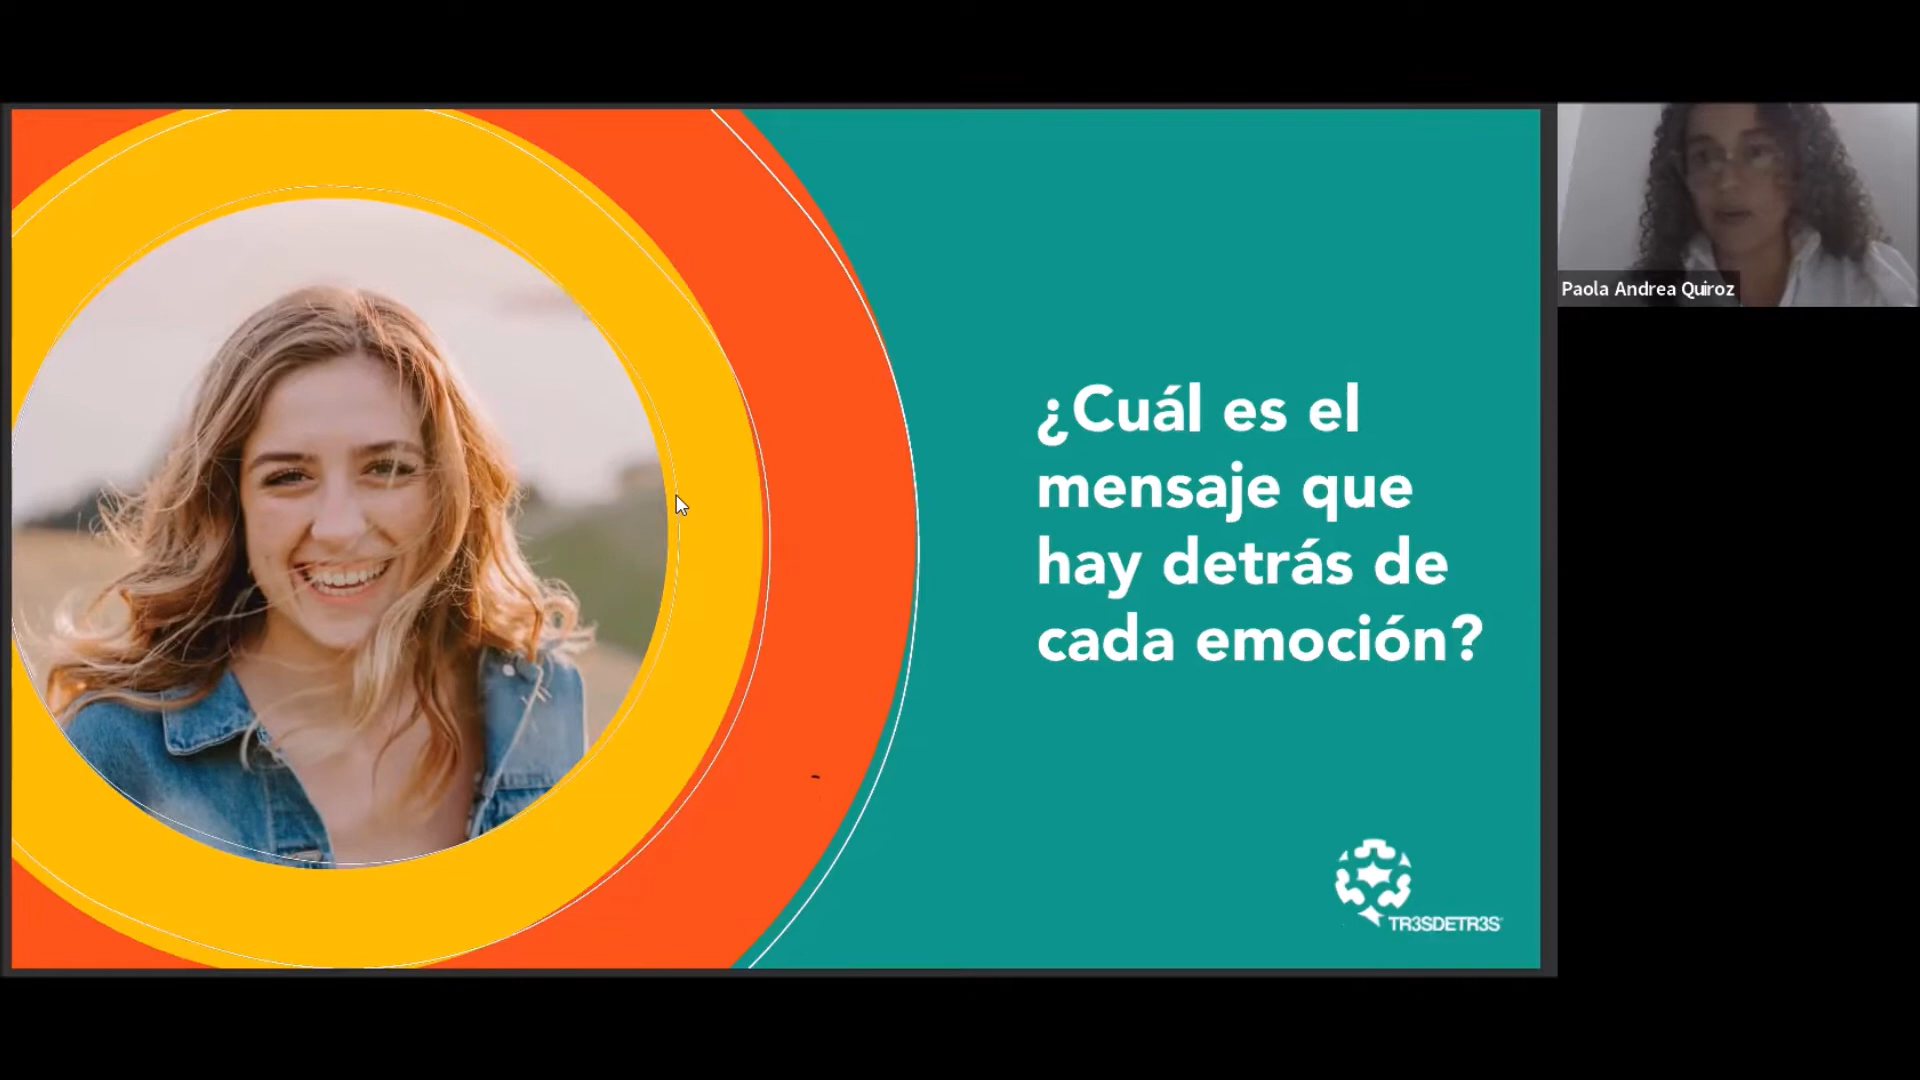 ¿Cuál es el
mensaje que
hay detrás de
cada emoción?
TR3SDETR3S
Paola Andrea Quiroz